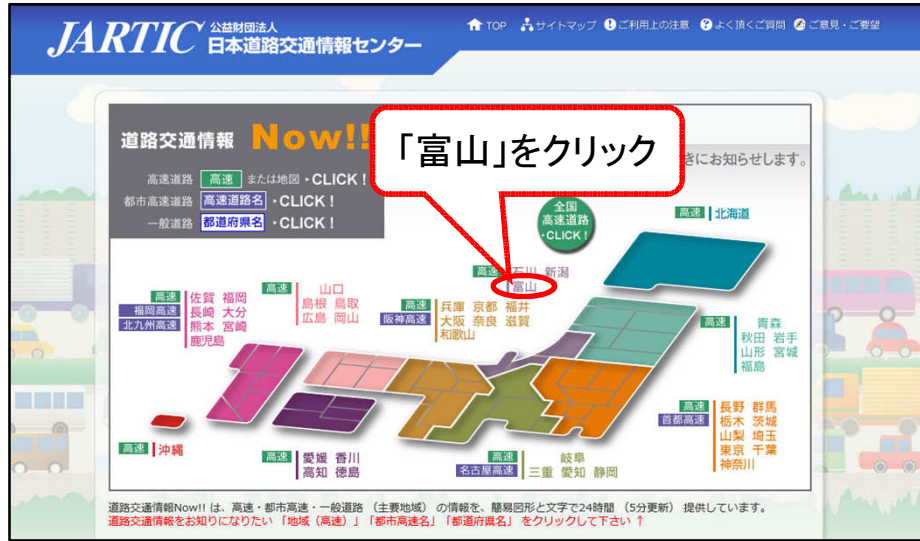 JARTIC 公益財団法人
日本道路交通情報センター
TOP サイトマップ ご利用上の注意 よく頂くご質問 ご意見・ご要望
道路交通情報 Now!!
「富山」をクリック
きにお知らせします。
高速道路 高速 または地図・CLICK!
都市高速道路 高速道路名・CLICK!
一般道路 都道府県名・CLICK!
全国
高速道路
・CLICK!
高速 北海道
高速 石川 新潟
富山
高速 佐賀 福岡
福岡高速 長崎 大分
北九州高速 熊本 宮崎
鹿児島
高速 山口
島根 鳥取
広島 岡山
高速 兵庫 京都 福井
阪神高速 大阪 奈良 滋賀
和歌山
高速 青森
秋田 岩手
山形 宮城
福島
高速 長野 群馬
首都高速 栃木 茨城
山梨 埼玉
東京 千葉
神奈川
高速 沖縄
高速 愛媛 香川
高知 徳島
高速 岐阜
名古屋高速 三重 愛知 静岡
道路交通情報Now!! は、高速・都市高速・一般道路 (主要地域) の情報を、簡易図形と文字で24時間 (5分更新) 提供しています。
道路交通情報をお知りになりたい 「地域(高速)」「都市高速名」「都道府県名」 をクリックして下さい ↑